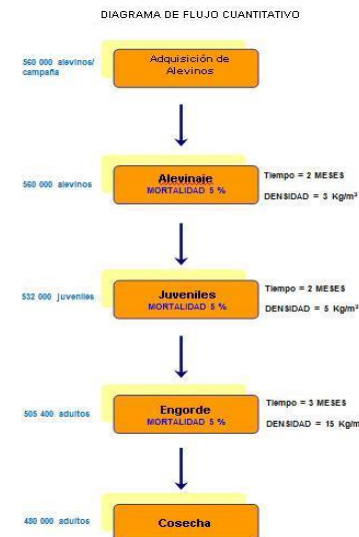 DIAGRAMA DE FLUJO CUANTITATIVO
560 000 alevinos/
campaña
Adquisición de
Alevinos
560 000 alevinos
Alevinaje
MORTALIDAD 5 %
Tiempo = 2 MESES
DENSIDAD = 3 Kg/m³
532 000 juveniles
Juveniles
MORTALIDAD 5 %
Tiempo = 2 MESES
DENSIDAD = 5 Kg/m³
505 400 adultos
Engorde
MORTALIDAD 5 %
Tiempo = 3 MESES
DENSIDAD = 15 Kg/m
480 000 adultos
Cosecha